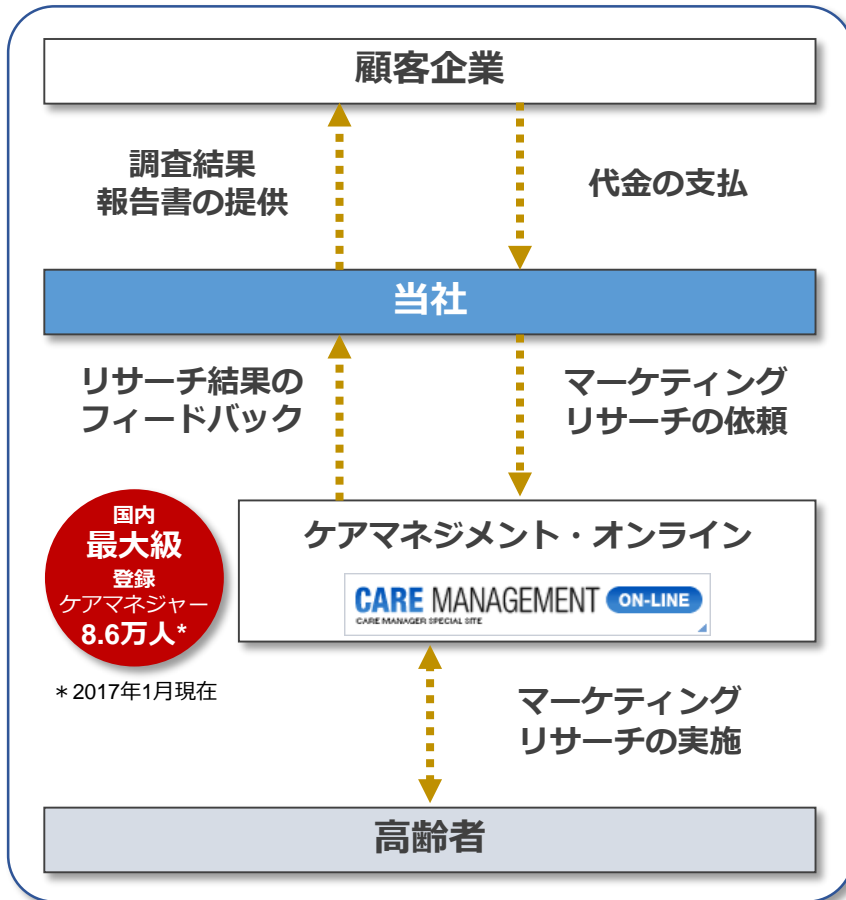 顧客企業
調査結果
報告書の提供
代金の支払
当社
リサーチ結果の
フィードバック
マーケティング
リサーチの依頼
国内
最大級
登録
ケアマネジャー
8.6万人*
＊2017年1月現在
ケアマネジメント・オンライン
CARE MANAGEMENT ON-LINE
CARE MANAGER SPECIAL SITE
マーケティング
リサーチの実施
高齢者